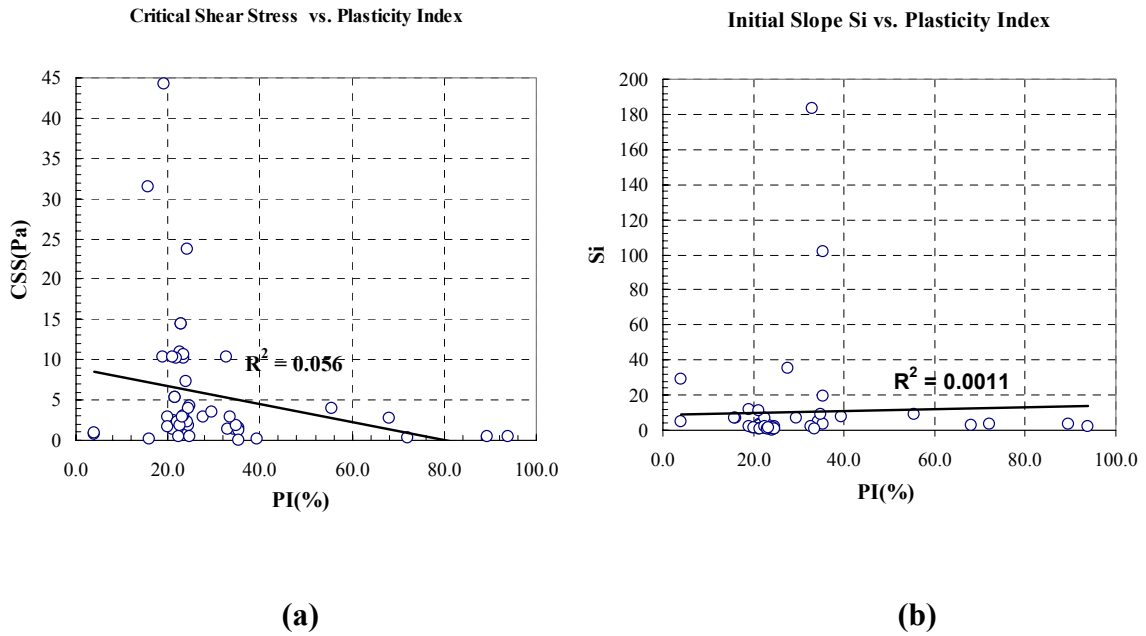 Critical Shear Stress vs. Plasticity Index
45
40
35
30
25
20
15
10
5
0
CSS(Pa)
R² = 0.056
0.0 20.0 40.0 60.0 80.0 100.0
PI(%)
(a)
Initial Slope Si vs. Plasticity Index
200
180
160
140
120
100
80
60
40
20
0
Si
R² = 0.0011
0.0 20.0 40.0 60.0 80.0 100.0
PI(%)
(b)